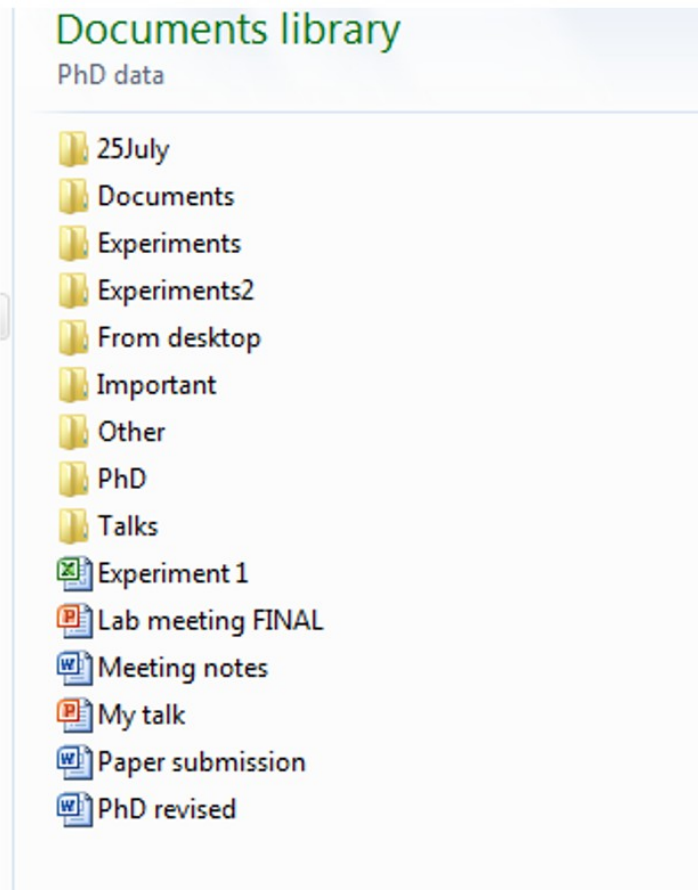 Documents library
PhD data
25July
Documents
Experiments
Experiments2
From desktop
Important
Other
PhD
Talks
Experiment 1
Lab meeting FINAL
Meeting notes
My talk
Paper submission
PhD revised